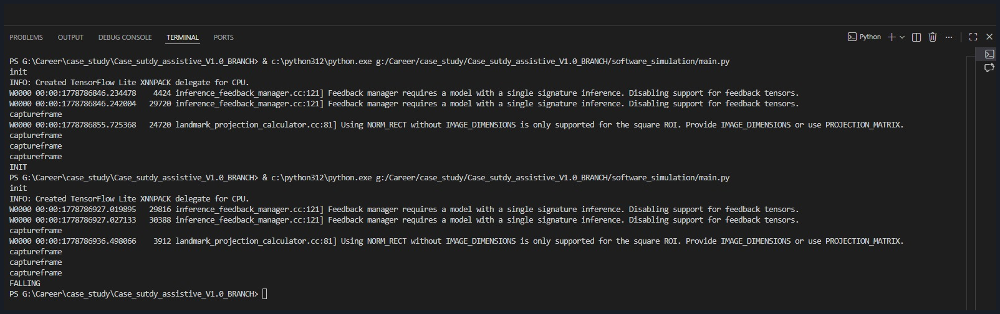 PROBLEMS OUTPUT DEBUG CONSOLE TERMINAL PORTS Python
PS G:\Career\case_study\Case_sutdy_assistive_V1.0_BRANCH> & c:\python312\python.exe g:/Career/case_study/Case_sutdy_assistive_V1.0_BRANCH/software_simulation/main.py
init
INFO: Created TensorFlow Lite XNNPACK delegate for CPU.
W0000 00:00:1778786846.234478    4424 inference_feedback_manager.cc:121] Feedback manager requires a model with a single signature inference. Disabling support for feedback tensors.
W0000 00:00:1778786846.242004   29720 inference_feedback_manager.cc:121] Feedback manager requires a model with a single signature inference. Disabling support for feedback tensors.
captureframe
W0000 00:00:1778786855.725368   24720 landmark_projection_calculator.cc:81] Using NORM_RECT without IMAGE_DIMENSIONS is only supported for the square ROI. Provide IMAGE_DIMENSIONS or use PROJECTION_MATRIX.
captureframe
captureframe
captureframe
INIT
PS G:\Career\case_study\Case_sutdy_assistive_V1.0_BRANCH> & c:\python312\python.exe g:/Career/case_study/Case_sutdy_assistive_V1.0_BRANCH/software_simulation/main.py
init
INFO: Created TensorFlow Lite XNNPACK delegate for CPU.
W0000 00:00:1778786927.019895   29816 inference_feedback_manager.cc:121] Feedback manager requires a model with a single signature inference. Disabling support for feedback tensors.
W0000 00:00:1778786927.027133   30388 inference_feedback_manager.cc:121] Feedback manager requires a model with a single signature inference. Disabling support for feedback tensors.
captureframe
W0000 00:00:1778786936.498066    3912 landmark_projection_calculator.cc:81] Using NORM_RECT without IMAGE_DIMENSIONS is only supported for the square ROI. Provide IMAGE_DIMENSIONS or use PROJECTION_MATRIX.
captureframe
captureframe
captureframe
FALLING
PS G:\Career\case_study\Case_sutdy_assistive_V1.0_BRANCH>